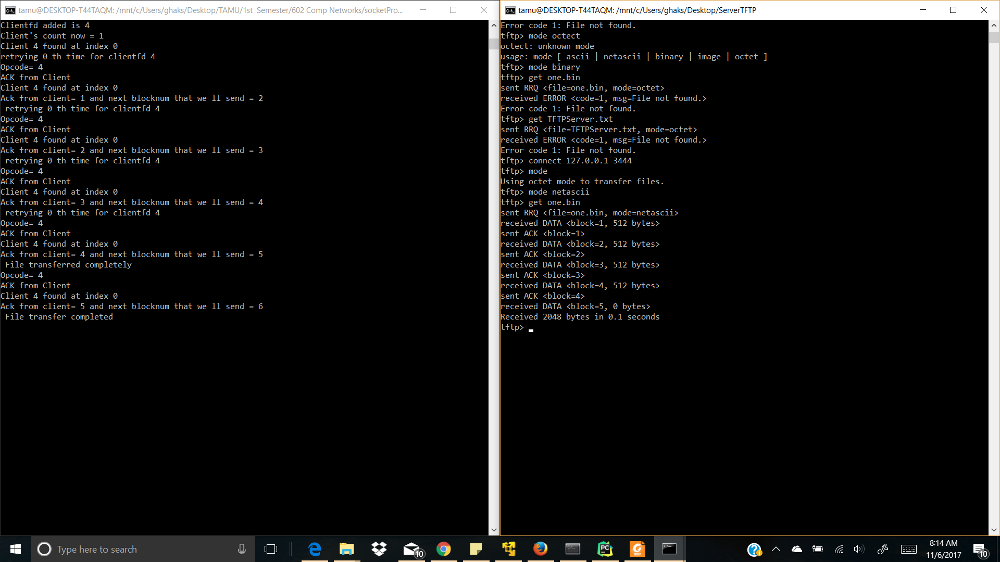 tamu@DESKTOP-T44TAQM: /mnt/c/Users/ghaks/Desktop/TAMU/1st  Semester/602 Comp Networks/socketPro...
Clientfd added is 4
Client's count now = 1
Client 4 found at index 0
retrying 0 th time for clientfd 4
Opcode= 4
ACK from Client
Client 4 found at index 0
Ack from client= 1 and next blocknum that we ll send = 2
 retrying 0 th time for clientfd 4
Opcode= 4
ACK from Client
Client 4 found at index 0
Ack from client= 2 and next blocknum that we ll send = 3
 retrying 0 th time for clientfd 4
Opcode= 4
ACK from Client
Client 4 found at index 0
Ack from client= 3 and next blocknum that we ll send = 4
 retrying 0 th time for clientfd 4
Opcode= 4
ACK from Client
Client 4 found at index 0
Ack from client= 4 and next blocknum that we ll send = 5
 File transferred completely
Opcode= 4
ACK from Client
Client 4 found at index 0
Ack from client= 5 and next blocknum that we ll send = 6
 File transfer completed
tamu@DESKTOP-T44TAQM: /mnt/c/Users/ghaks/Desktop/ServerTFTP
Error code 1: File not found.
tftp> mode octect
octect: unknown mode
usage: mode [ ascii | netascii | binary | image | octet ]
tftp> mode binary
tftp> get one.bin
sent RRQ <file=one.bin, mode=octet>
received ERROR <code=1, msg=File not found.>
Error code 1: File not found.
tftp> get TFTPServer.txt
sent RRQ <file=TFTPServer.txt, mode=octet>
received ERROR <code=1, msg=File not found.>
Error code 1: File not found.
tftp> connect 127.0.0.1 3444
tftp> mode
Using octet mode to transfer files.
tftp> mode netascii
tftp> get one.bin
sent RRQ <file=one.bin, mode=netascii>
received DATA <block=1, 512 bytes>
sent ACK <block=1>
received DATA <block=2, 512 bytes>
sent ACK <block=2>
received DATA <block=3, 512 bytes>
sent ACK <block=3>
received DATA <block=4, 512 bytes>
sent ACK <block=4>
received DATA <block=5, 0 bytes>
Received 2048 bytes in 0.1 seconds
tftp>
Type here to search
10
PC
PDF
8:14 AM
11/6/2017
10